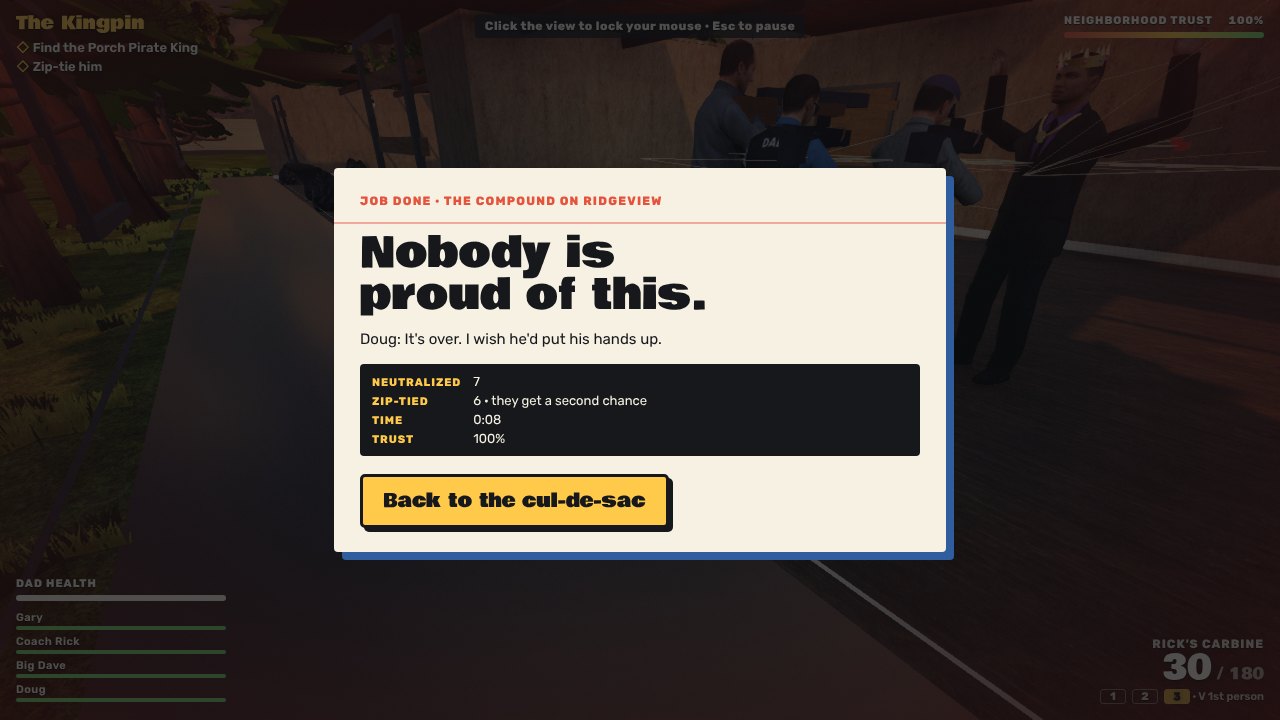 The Kingpin
Find the Porch Pirate King
Zip-tie him
Click the view to lock your mouse · Esc to pause
NEIGHBORHOOD TRUST 100%
JOB DONE · THE COMPOUND ON RIDGEVIEW
Nobody is
proud of this.
Doug: It's over. I wish he'd put his hands up.
NEUTRALIZED 7
ZIP-TIED 6 · they get a second chance
TIME 0:08
TRUST 100%
Back to the cul-de-sac
DAD HEALTH
Gary
Coach Rick
Big Dave
Doug
RICK'S CARBINE
30 / 180
1 2 3 · V 1st person